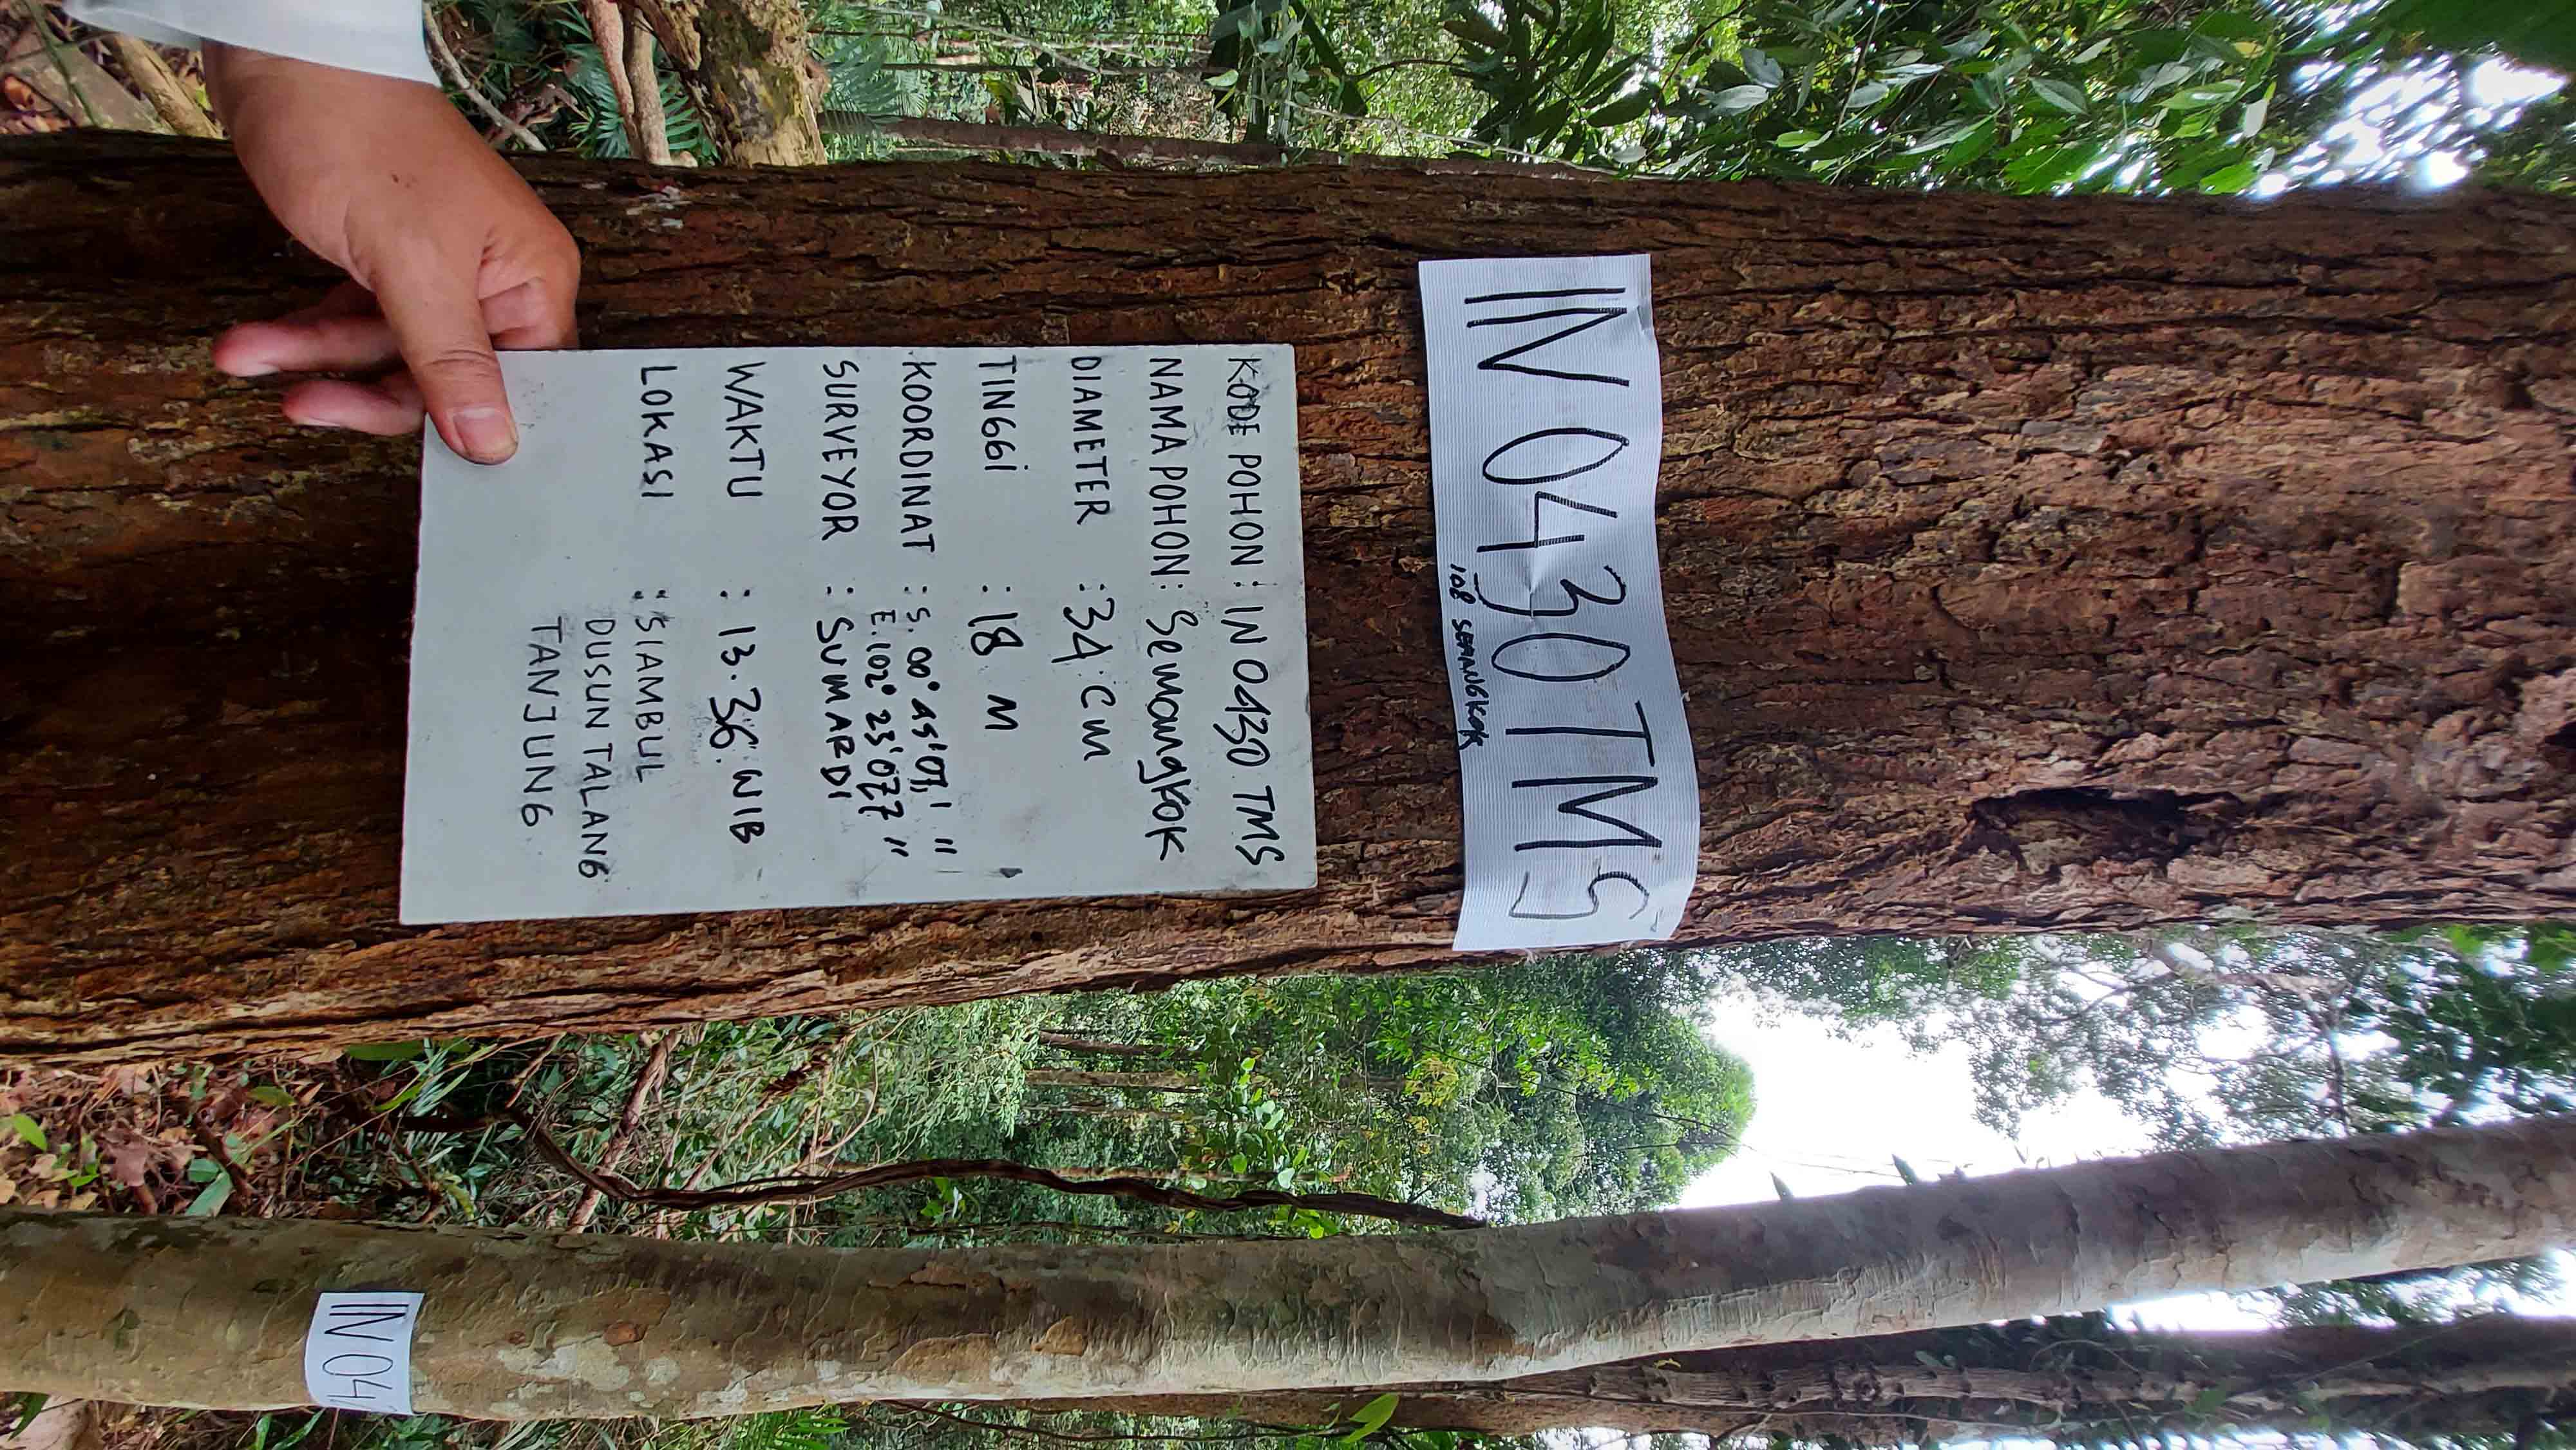 IN 0430 TMS
108 SEMANGKOK
KODE POHON : IN 0430 TMS
NAMA POHON : Semangkok
DIAMETER : 34 Cm
TINGGi : 18 M
KOORDINAT : S. 00° 45' 07,1 "
E. 102° 23' 07,7 "
SURVEYOR : SUMARDI
WAKTU : 13.36. WIB
LOKASI : SIAMBUL
DUSUN TALANG
TANJUNG
IN 04